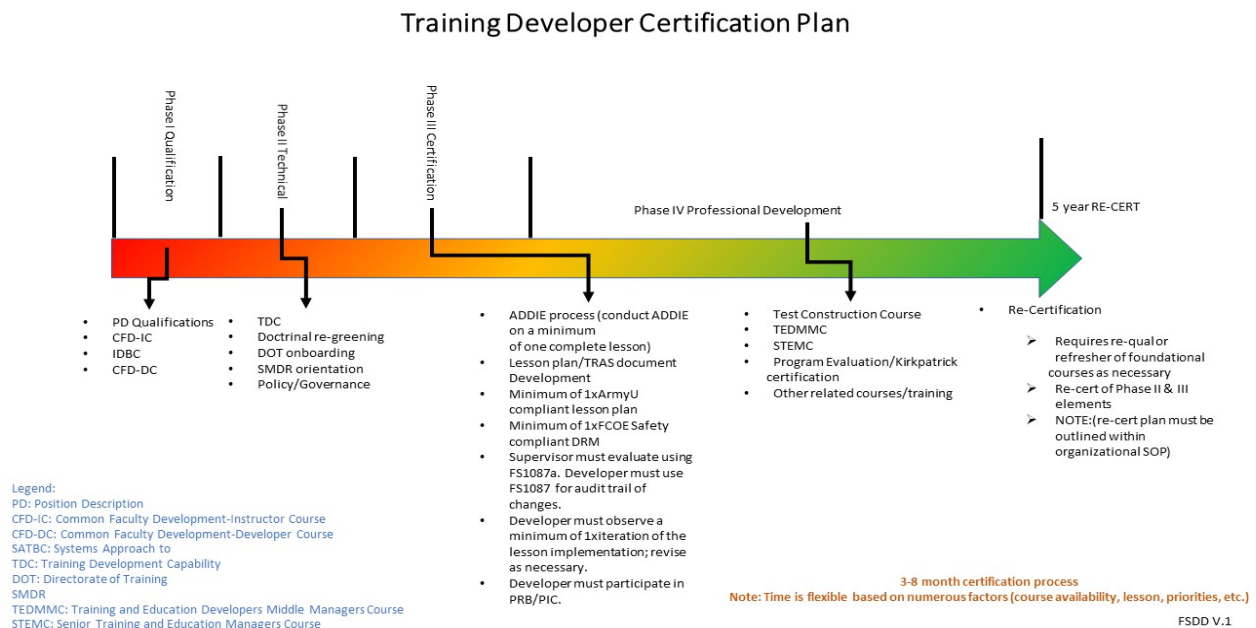 Training Developer Certification Plan
Phase I Qualification
Phase II Technical
Phase III Certification
Phase IV Professional Development
5 year RE-CERT
• PD Qualifications
• CFD-IC
• IDBC
• CFD-DC
• TDC
• Doctrinal re-greening
• DOT onboarding
• SMDR orientation
• Policy/Governance
• ADDIE process (conduct ADDIE
on a minimum
of one complete lesson)
• Lesson plan/TRAS document
Development
• Minimum of 1xArmyU
compliant lesson plan
• Minimum of 1xFCOE Safety
compliant DRM
• Supervisor must evaluate using
FS1087a. Developer must use
FS1087 for audit trail of
changes.
• Developer must observe a
minimum of 1xiteration of the
lesson implementation; revise
as necessary.
• Developer must participate in
PRB/PIC.
• Test Construction Course
• TEDMMC
• STEMC
• Program Evaluation/Kirkpatrick
certification
• Other related courses/training
• Re-Certification
➢ Requires re-qual or
refresher of foundational
courses as necessary
➢ Re-cert of Phase II & III
elements
➢ NOTE:(re-cert plan must be
outlined within
organizational SOP)
Legend:
PD: Position Description
CFD-IC: Common Faculty Development-Instructor Course
CFD-DC: Common Faculty Development-Developer Course
SATBC: Systems Approach to
TDC: Training Development Capability
DOT: Directorate of Training
SMDR
TEDMMC: Training and Education Developers Middle Managers Course
STEMC: Senior Training and Education Managers Course
3-8 month certification process
Note: Time is flexible based on numerous factors (course availability, lesson, priorities, etc.)
FSDD V.1